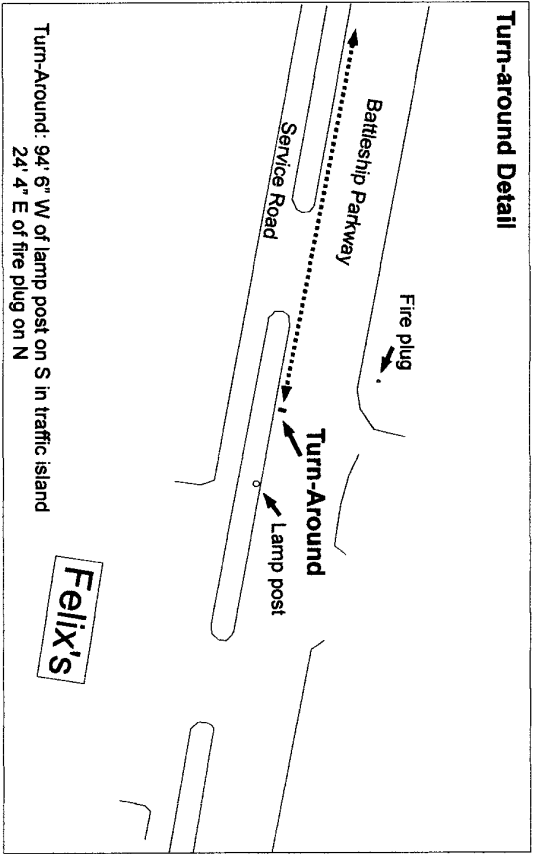 Turn-around Detail
Fire plug
Battleship Parkway
Turn-Around
Lamp post
Service Road
Felix's
Turn-Around: 94' 6" W of lamp post on S in traffic island
24' 4" E of fire plug on N